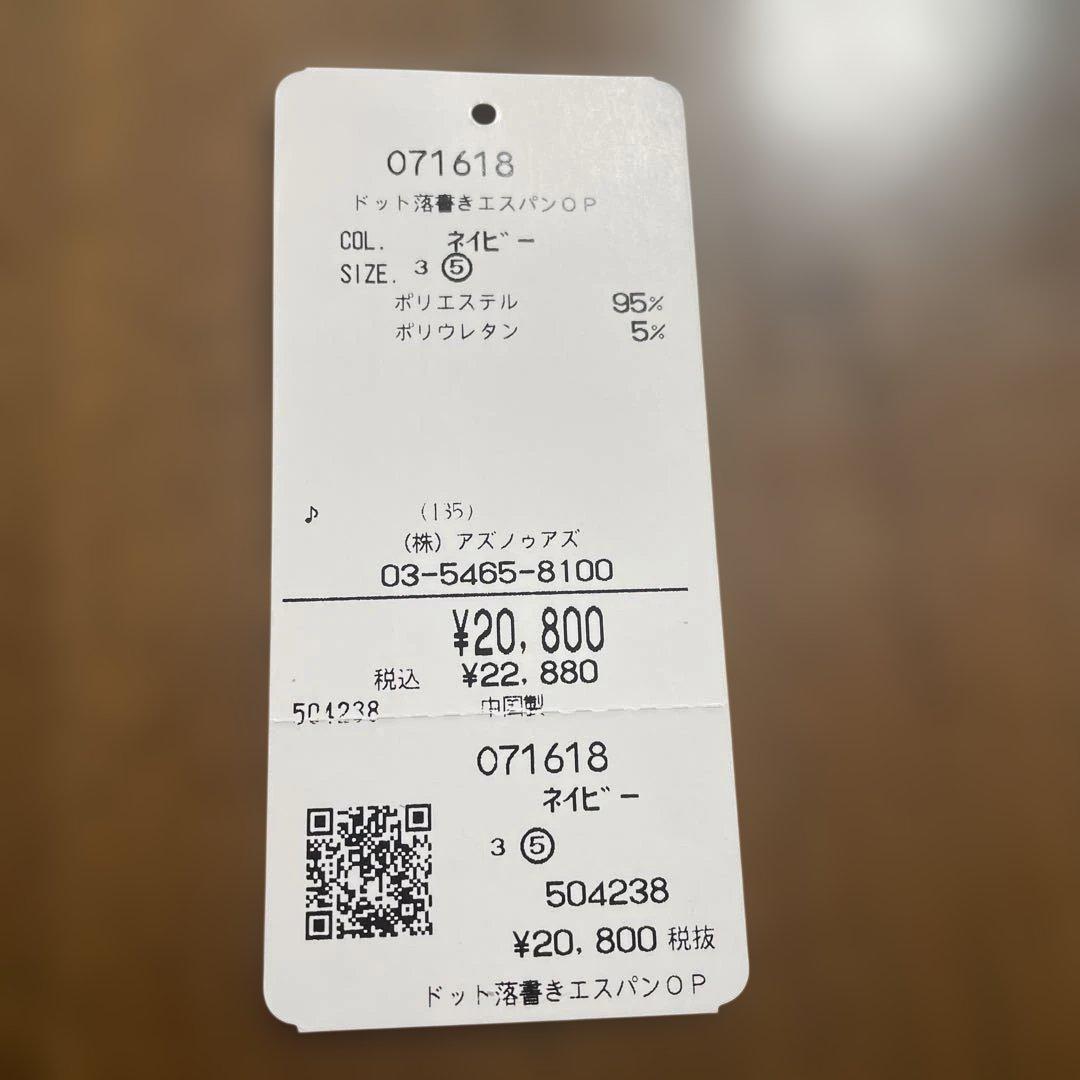 071618
ドット落書きエスパンOP
COL. ネイビー
SIZE. 3 ⑤
ポリエステル 95%
ポリウレタン 5%
♪ (135)
(株) アズノゥアズ
03-5465-8100
¥20,800
税込 ¥22,880
504238 中国製
071618
ネイビー
3 ⑤
504238
¥20,800 税抜
ドット落書きエスパンOP